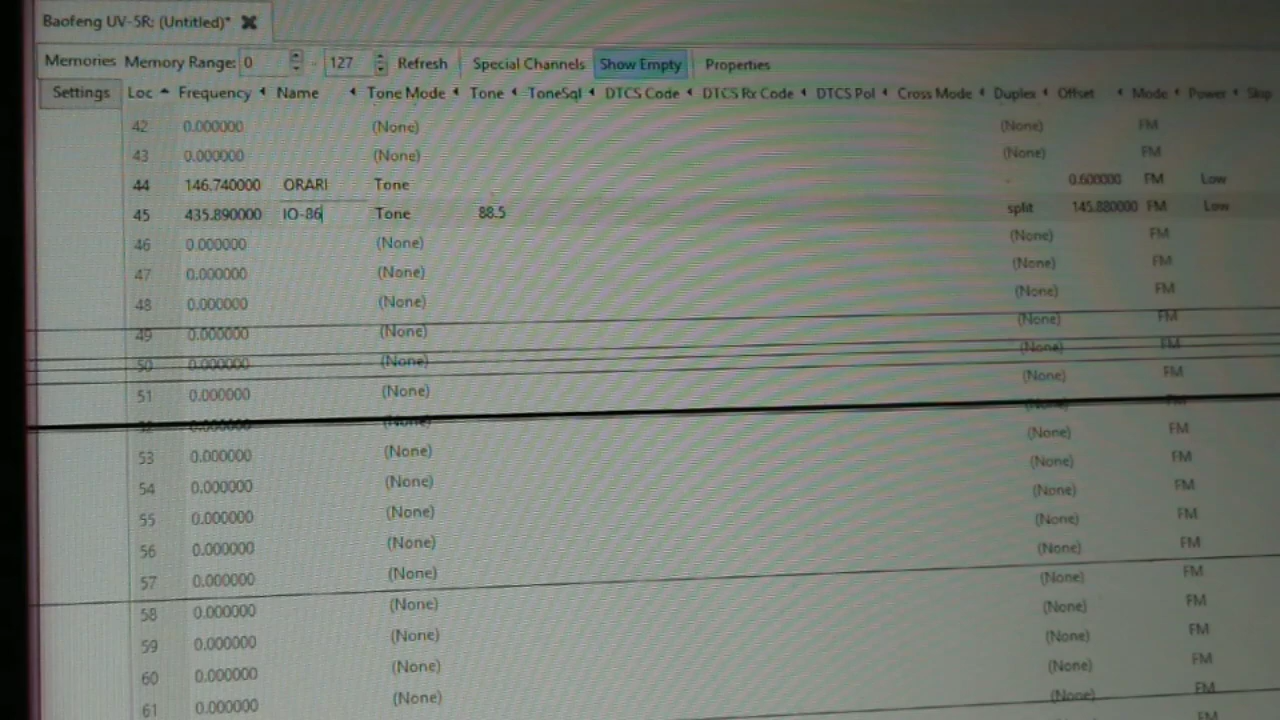 Baofeng UV-5R: (Untitled)*
Memories Memory Range: 0 - 127 Refresh Special Channels Show Empty Properties
Settings Loc Frequency Name Tone Mode Tone ToneSql DTCS Code DTCS Rx Code DTCS Pol Cross Mode Duplex Offset Mode Power Skip
42 0.000000 (None) (None) FM
43 0.000000 (None) (None) FM
44 146.740000 ORARI Tone - 0.600000 FM Low
45 435.890000 IO-86 Tone 88.5 split 145.880000 FM Low
46 0.000000 (None) (None) FM
47 0.000000 (None) (None) FM
48 0.000000 (None) (None) FM
49 0.000000 (None) (None) FM
50 0.000000 (None) (None) FM
51 0.000000 (None) (None) FM
52 0.000000 (None) (None) FM
53 0.000000 (None) (None) FM
54 0.000000 (None) (None) FM
55 0.000000 (None) (None) FM
56 0.000000 (None) (None) FM
57 0.000000 (None) (None) FM
58 0.000000 (None) (None) FM
59 0.000000 (None) (None) FM
60 0.000000 (None) (None) FM
61 0.000000 (None) (None) FM
FM